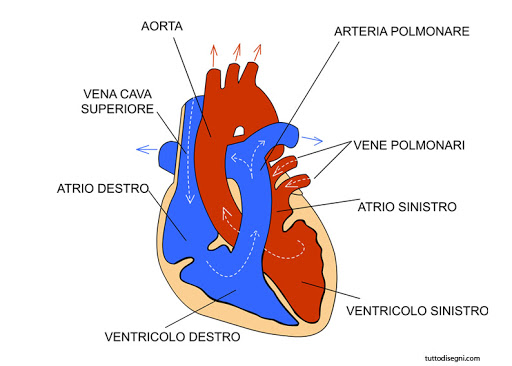 AORTA
ARTERIA POLMONARE
VENA CAVA
SUPERIORE
VENE POLMONARI
ATRIO DESTRO
ATRIO SINISTRO
VENTRICOLO SINISTRO
VENTRICOLO DESTRO
tuttodisegni.com